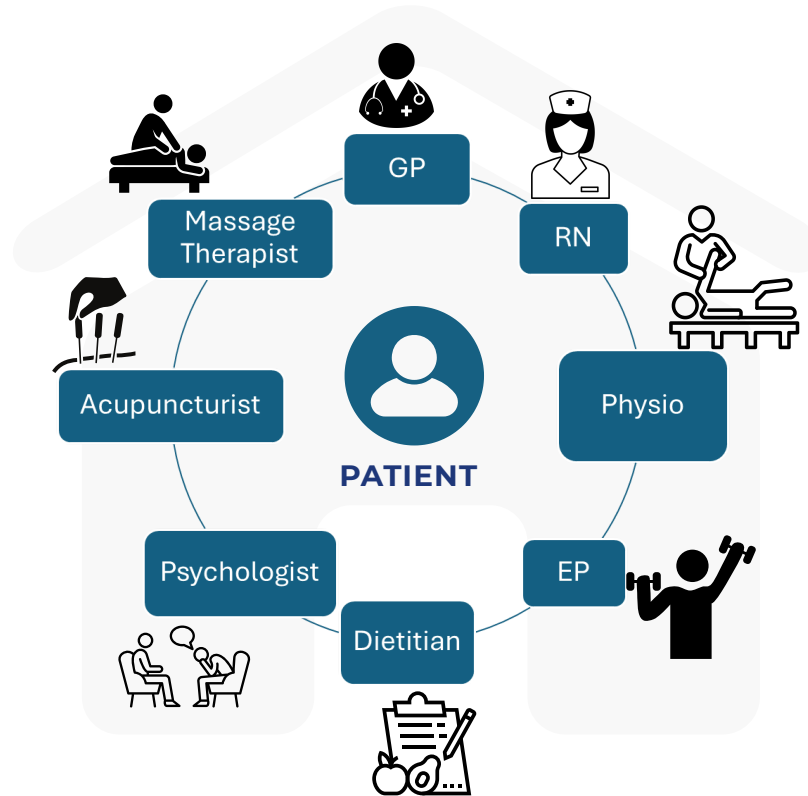 GP
RN
Massage
Therapist
Physio
Acupuncturist
PATIENT
EP
Psychologist
Dietitian